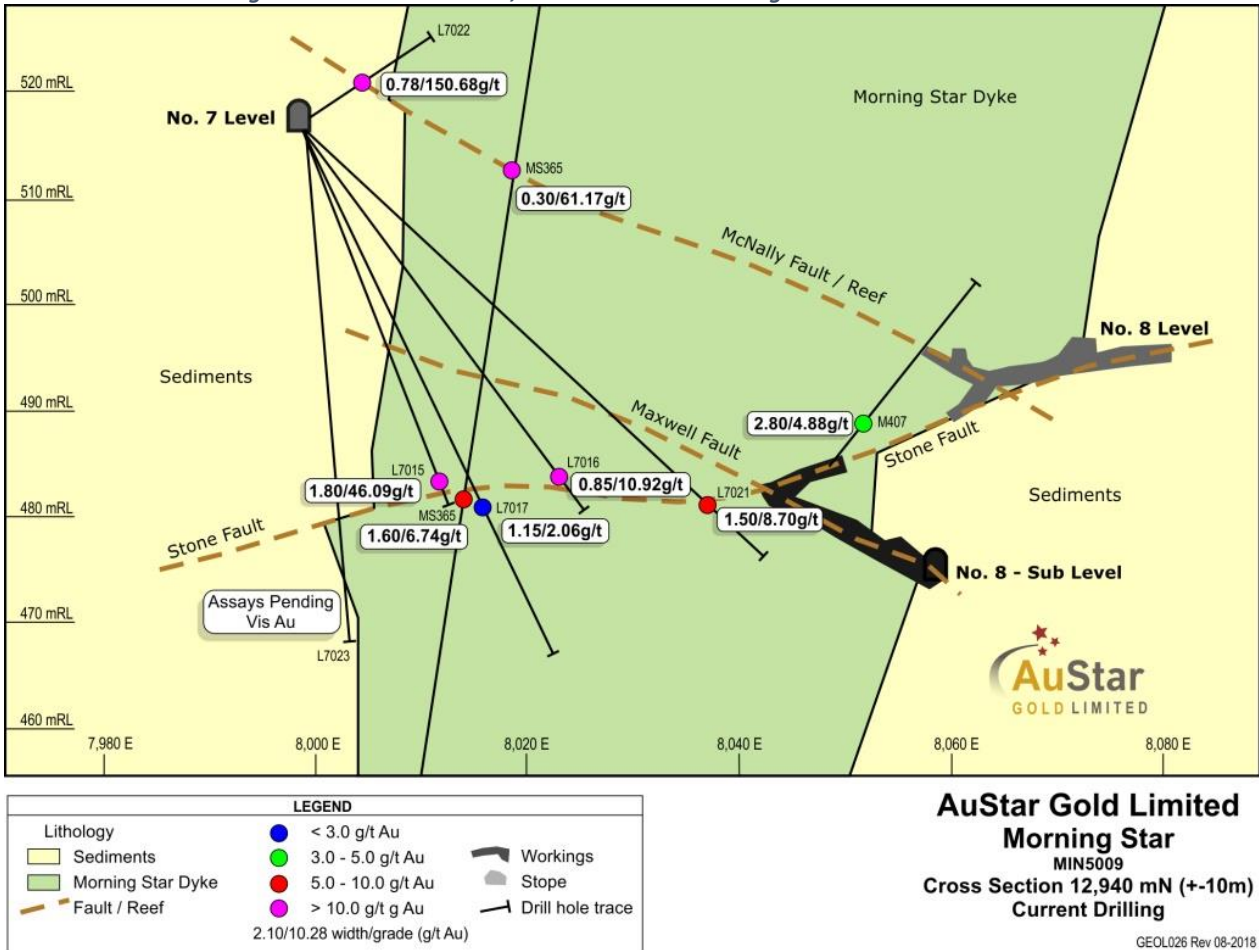 L7022
520 mRL
0.78/150.68g/t
Morning Star Dyke
No. 7 Level
MS365
510 mRL
0.30/61.17g/t
McNally Fault / Reef
500 mRL
No. 8 Level
Sediments
490 mRL
Maxwell Fault
2.80/4.88g/t
M407
Stone Fault
L7015
L7016
1.80/46.09g/t
0.85/10.92g/t
L7021
Sediments
480 mRL
MS365
L7017
1.50/8.70g/t
Stone Fault
1.60/6.74g/t
1.15/2.06g/t
No. 8 - Sub Level
Assays Pending
Vis Au
470 mRL
L7023
AuStar
GOLD LIMITED
460 mRL
7,980 E
8,000 E
8,020 E
8,040 E
8,060 E
8,080 E
LEGEND
Lithology
Sediments
Morning Star Dyke
Fault / Reef
< 3.0 g/t Au
3.0 - 5.0 g/t Au
5.0 - 10.0 g/t Au
> 10.0 g/t g Au
2.10/10.28 width/grade (g/t Au)
Workings
Stope
Drill hole trace
AuStar Gold Limited
Morning Star
MIN5009
Cross Section 12,940 mN (+-10m)
Current Drilling
GEOL026 Rev 08-2018